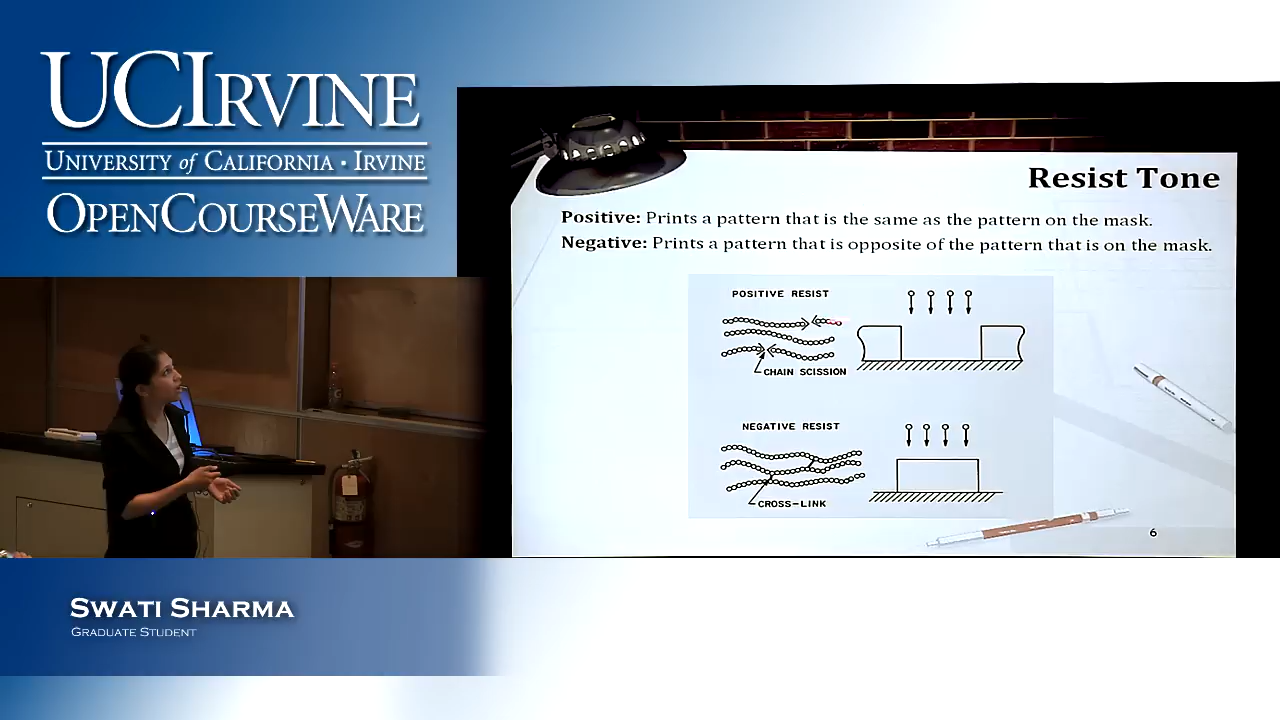 UCIRVINE
UNIVERSITY of CALIFORNIA · IRVINE
OPENCOURSEWARE
Resist Tone
Positive: Prints a pattern that is the same as the pattern on the mask.
Negative: Prints a pattern that is opposite of the pattern that is on the mask.
POSITIVE RESIST
CHAIN SCISSION
NEGATIVE RESIST
CROSS-LINK
6
SWATI SHARMA
GRADUATE STUDENT